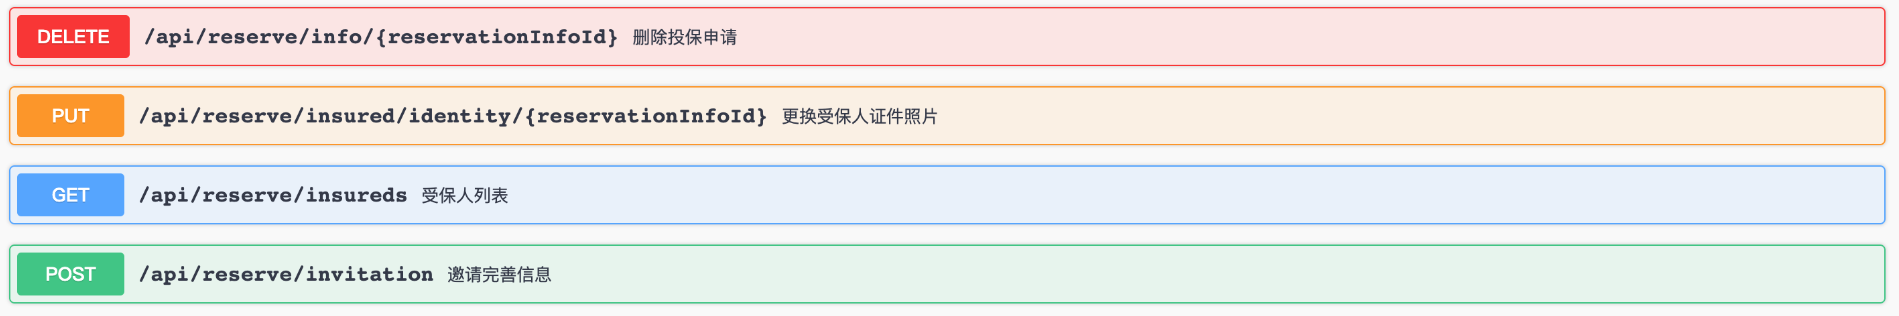 DELETE /api/reserve/info/{reservationInfoId} 删除投保申请
PUT /api/reserve/insured/identity/{reservationInfoId} 更换受保人证件照片
GET /api/reserve/insureds 受保人列表
POST /api/reserve/invitation 邀请完善信息